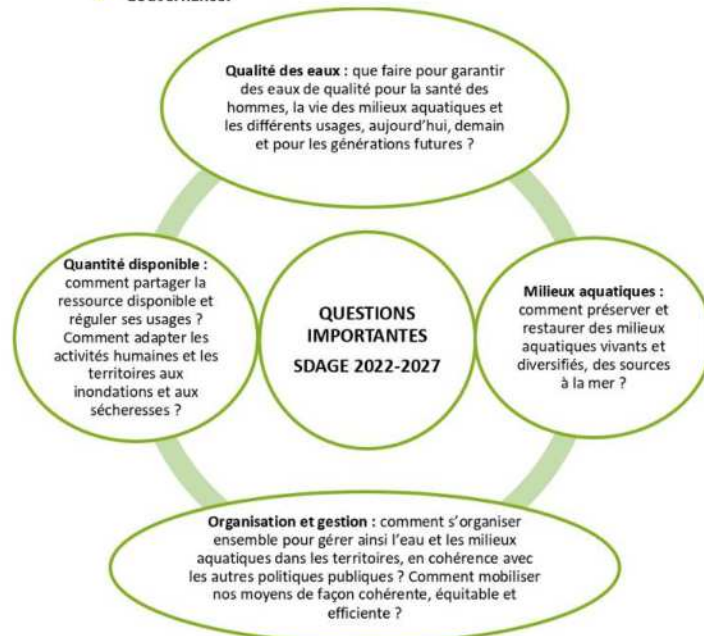 Qualité des eaux : que faire pour garantir
des eaux de qualité pour la santé des
hommes, la vie des milieux aquatiques et
les différents usages, aujourd'hui, demain
et pour les générations futures ?
Quantité disponible :
comment partager la
ressource disponible et
réguler ses usages ?
Comment adapter les
activités humaines et les
territoires aux
inondations et aux
sécheresses ?
QUESTIONS
IMPORTANTES
SDAGE 2022-2027
Milieux aquatiques :
comment préserver et
restaurer des milieux
aquatiques vivants et
diversifiés, des sources
à la mer ?
Organisation et gestion : comment s'organiser
ensemble pour gérer ainsi l'eau et les milieux
aquatiques dans les territoires, en cohérence avec
les autres politiques publiques ? Comment mobiliser
nos moyens de façon cohérente, équitable et
efficiente ?